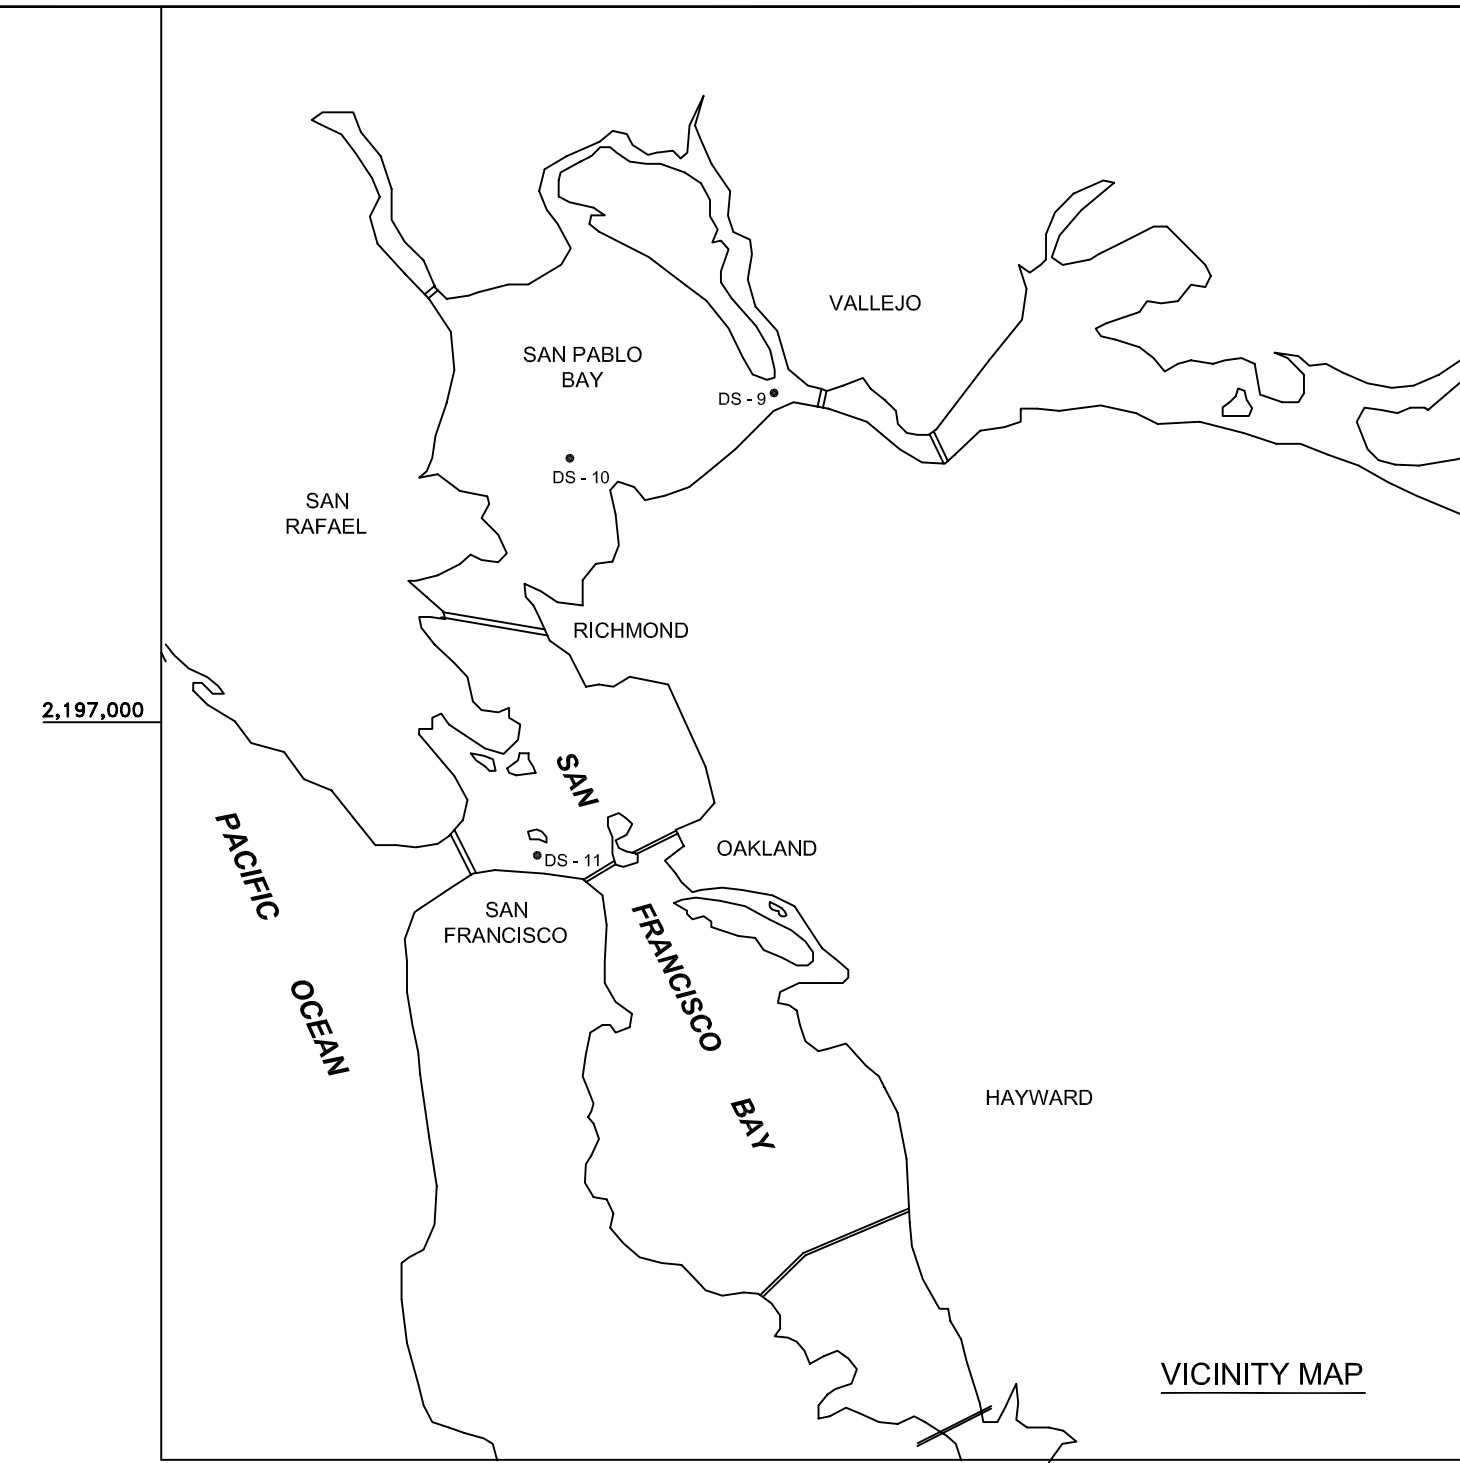 VALLEJO
SAN PABLO
BAY
DS - 9
DS - 10
SAN
RAFAEL
RICHMOND
2,197,000
SAN
PACIFIC
OAKLAND
DS - 11
SAN
FRANCISCO
FRANCISCO
OCEAN
HAYWARD
BAY
VICINITY MAP